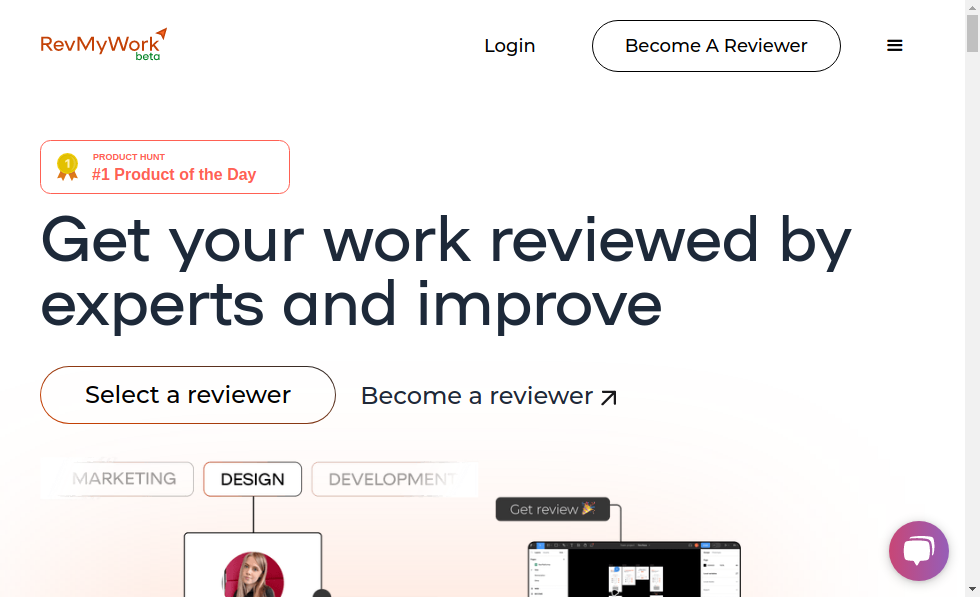 RevMyWork
beta
Login
Become A Reviewer
PRODUCT HUNT
#1 Product of the Day
Get your work reviewed by
experts and improve
Select a reviewer
Become a reviewer
MARKETING
DESIGN
DEVELOPMENT
Get review